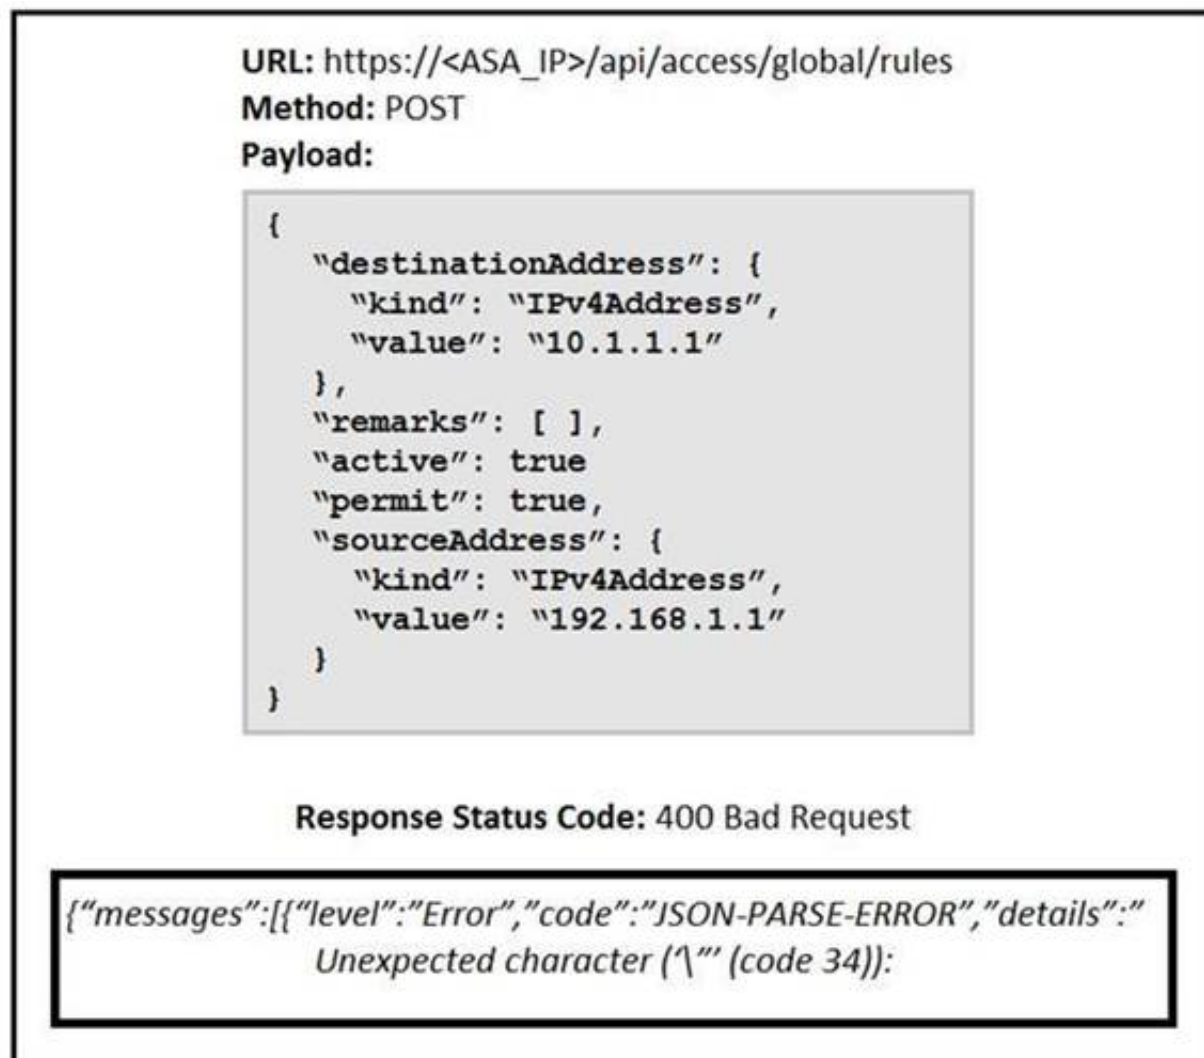 URL: https://<ASA_IP>/api/access/global/rules
Method: POST
Payload:
{
“destinationAddress”: {
“kind”: “IPv4Address”,
“value”: “10.1.1.1”
},
“remarks”: [ ],
“active”: true
“permit”: true,
“sourceAddress”: {
“kind”: “IPv4Address”,
“value”: “192.168.1.1”
}
}
Response Status Code: 400 Bad Request
{“messages”:[{“level”:”Error”,”code”:”JSON-PARSE-ERROR”,”details”:”
Unexpected character (‘\”’ (code 34)):